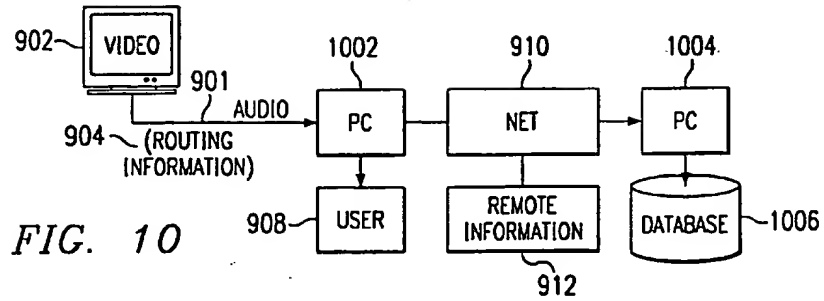 902
VIDEO
901
AUDIO
904
(ROUTING
INFORMATION)
1002
PC
910
NET
1004
PC
908
USER
REMOTE
INFORMATION
912
DATABASE
1006
FIG. 10